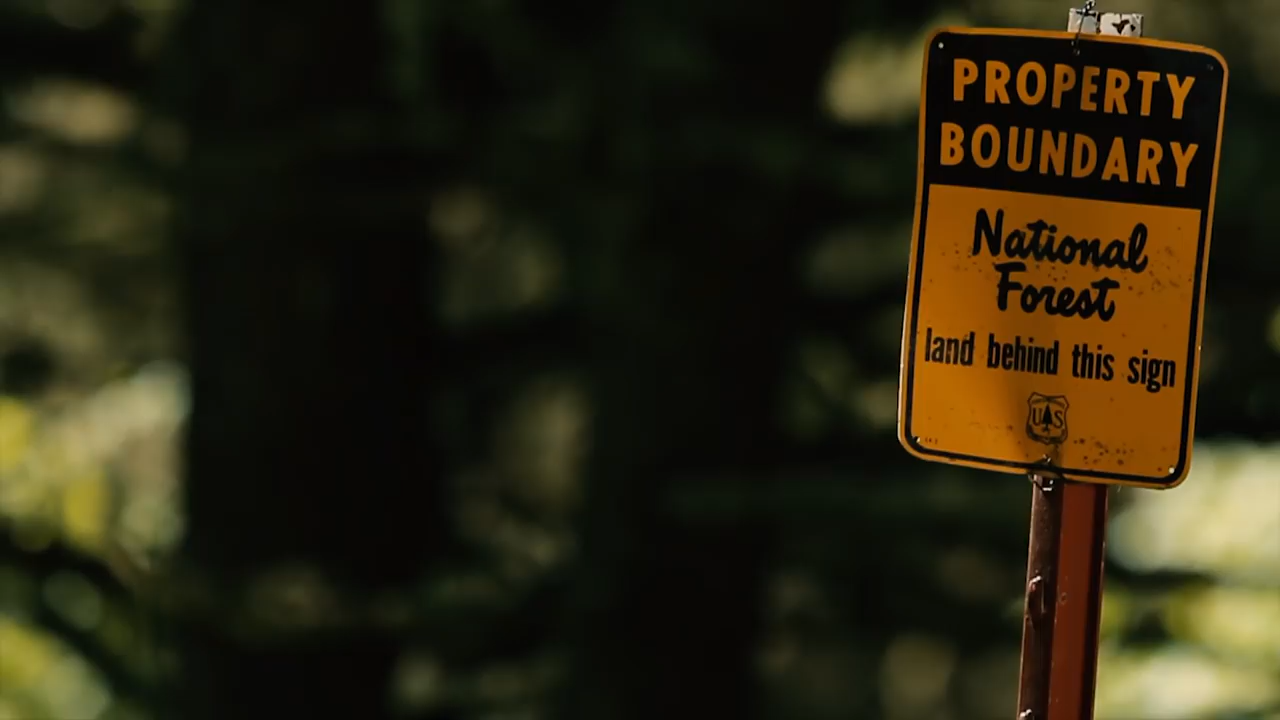 PROPERTY
BOUNDARY
National
Forest
land behind this sign
U S